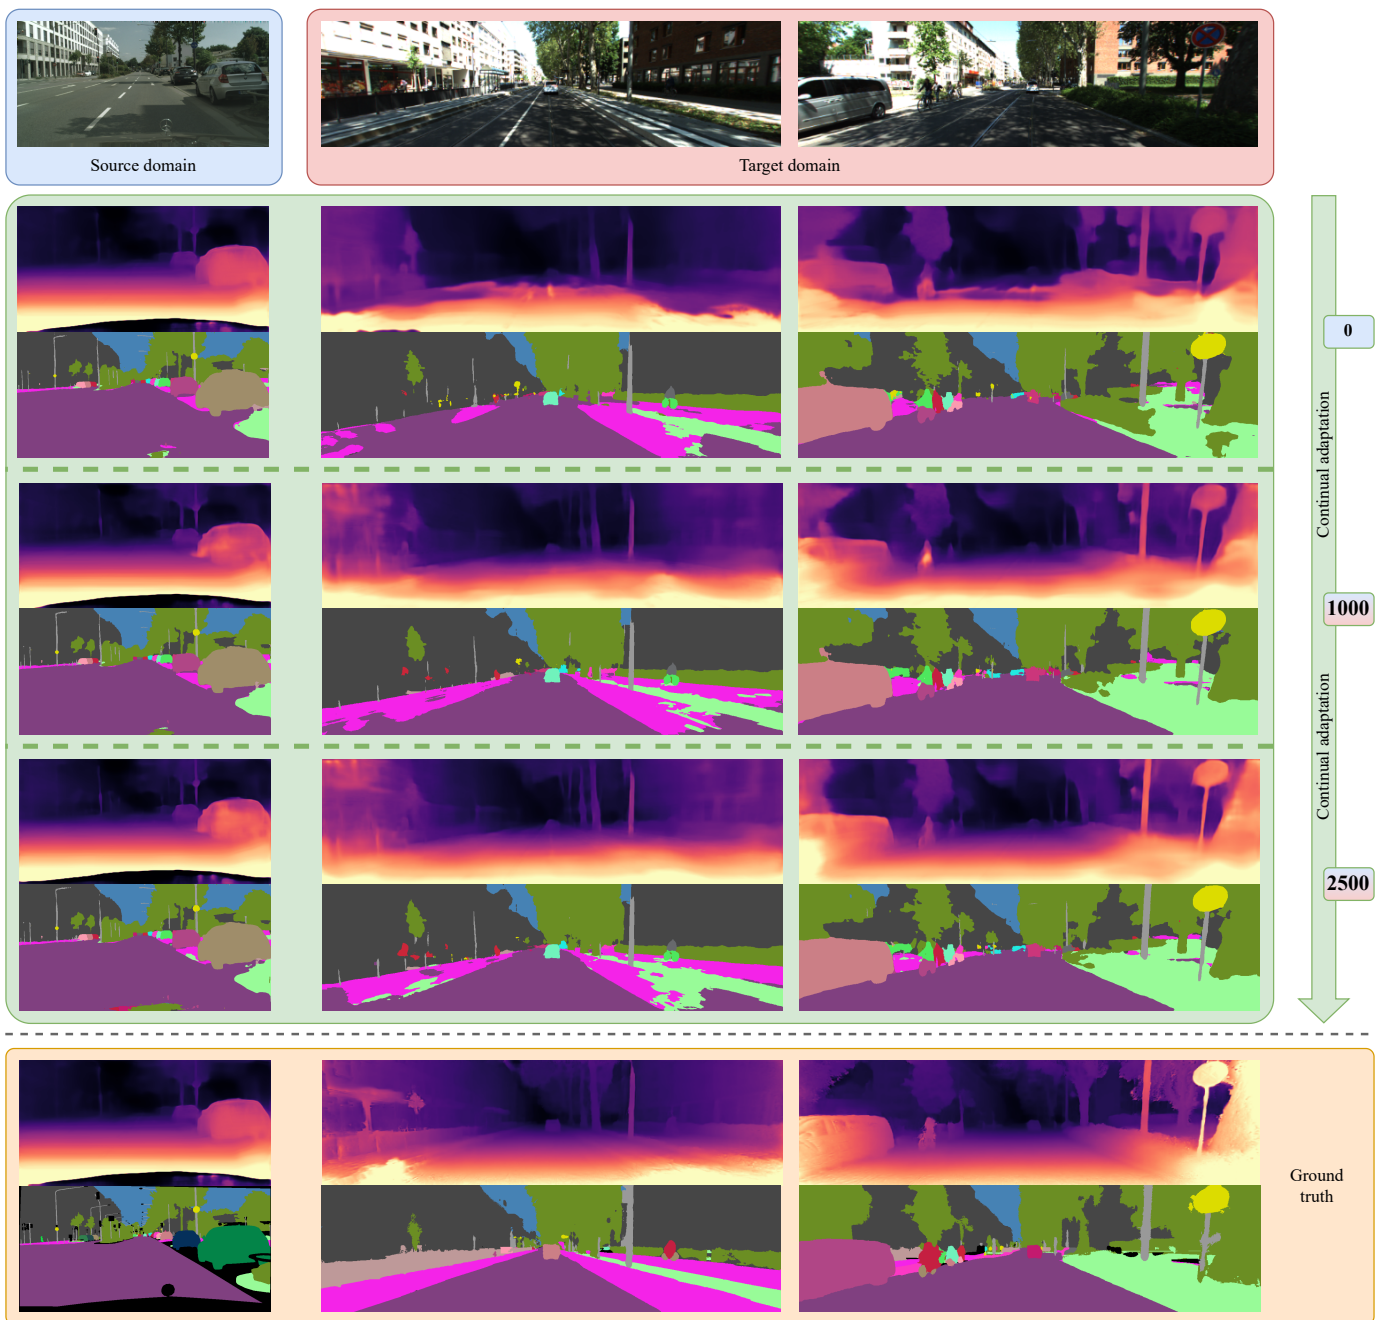 Source domain
Target domain
0
Continual adaptation
1000
Continual adaptation
2500
Ground
truth